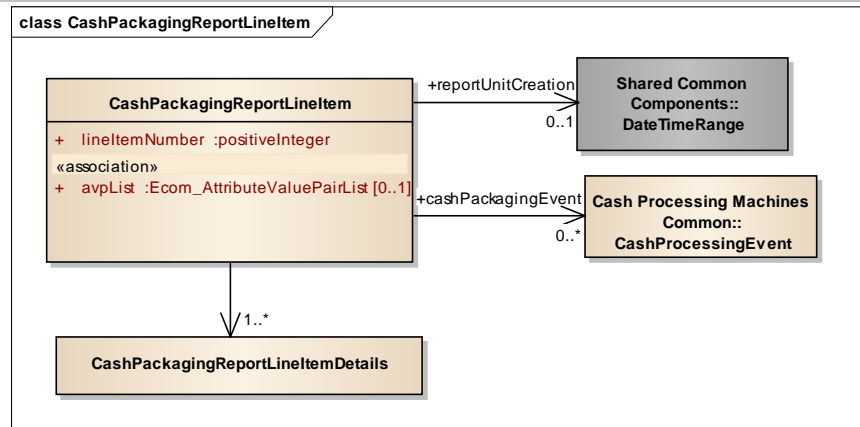 class CashPackagingReportLineItem
CashPackagingReportLineItem
+ lineItemNumber :positiveInteger
«association»
+ avpList :Ecom_AttributeValuePairList [0..1]
+reportUnitCreation
0..1
Shared Common
Components::
DateTimeRange
+cashPackagingEvent
0..*
Cash Processing Machines
Common::
CashProcessingEvent
1..*
CashPackagingReportLineItemDetails